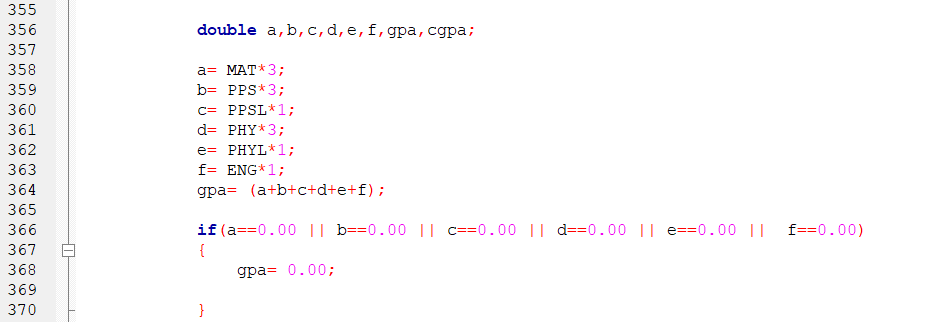 355
356 double a,b,c,d,e,f,gpa,cgpa;
357
358 a= MAT*3;
359 b= PPS*3;
360 c= PPSL*1;
361 d= PHY*3;
362 e= PHYL*1;
363 f= ENG*1;
364 gpa= (a+b+c+d+e+f);
365
366 if(a==0.00 || b==0.00 || c==0.00 || d==0.00 || e==0.00 || f==0.00)
367 {
368 gpa= 0.00;
369
370 }